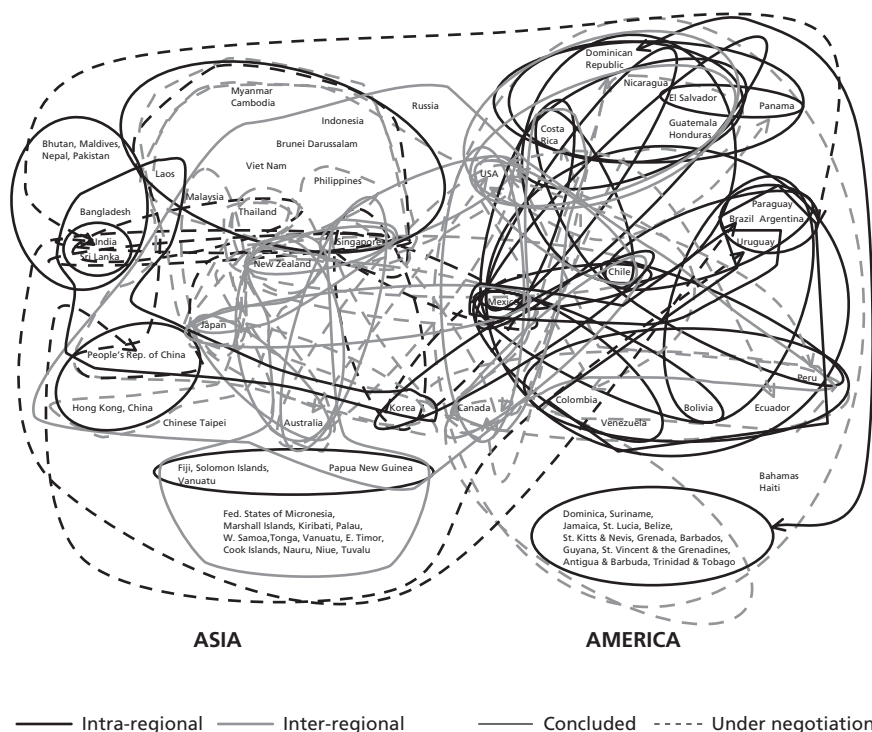 Dominican
Republic
Nicaragua
El Salvador
Panama
Guatemala
Honduras
Costa
Rica
USA
Myanmar
Cambodia
Russia
Indonesia
Brunei Darussalam
Viet Nam
Philippines
Bhutan, Maldives,
Nepal, Pakistan
Laos
Malaysia
Thailand
Bangladesh
India
Sri Lanka
Singapore
New Zealand
Paraguay
Brazil Argentina
Uruguay
Chile
Mexico
Japan
People's Rep. of China
Hong Kong, China
Chinese Taipei
Australia
Korea
Canada
Colombia
Venezuela
Bolivia
Ecuador
Peru
Fiji, Solomon Islands,
Vanuatu
Papua New Guinea
Fed. States of Micronesia,
Marshall Islands, Kiribati, Palau,
W. Samoa,Tonga, Vanuatu, E. Timor,
Cook Islands, Nauru, Niue, Tuvalu
Bahamas
Haiti
Dominica, Suriname,
Jamaica, St. Lucia, Belize,
St. Kitts & Nevis, Grenada, Barbados,
Guyana, St. Vincent & the Grenadines,
Antigua & Barbuda, Trinidad & Tobago
ASIA
AMERICA
Intra-regional
Inter-regional
Concluded
Under negotiation